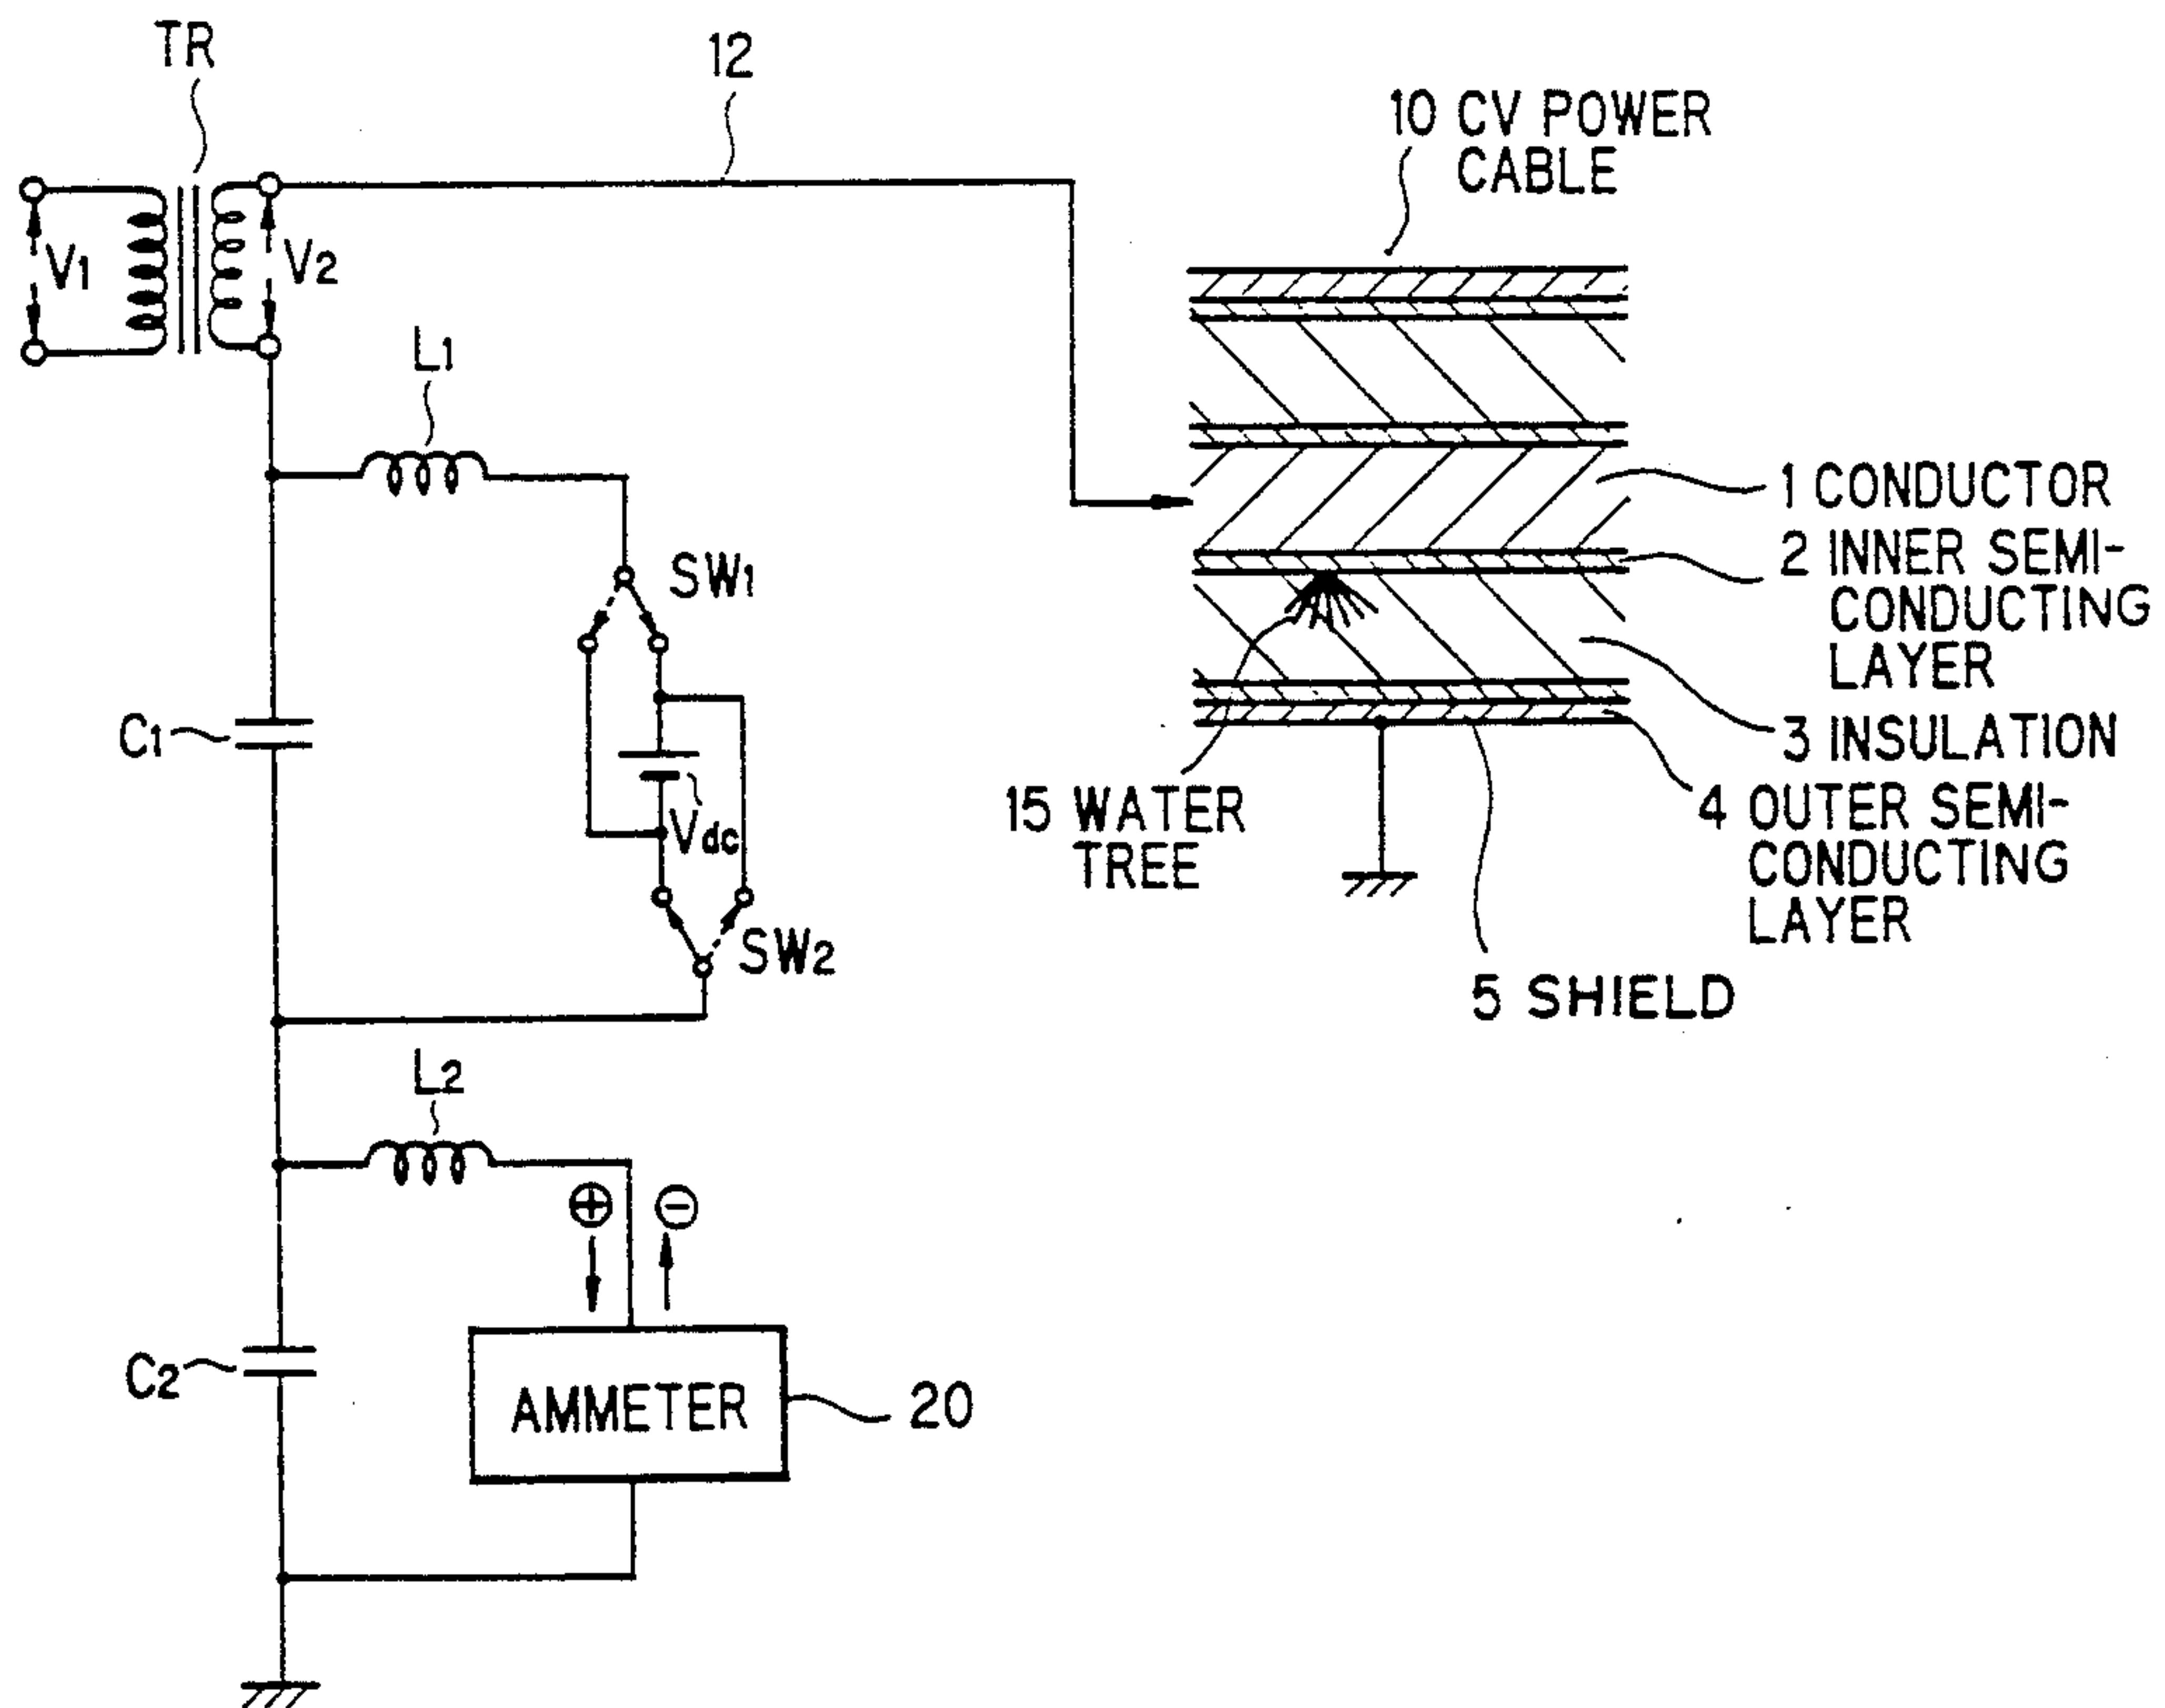 TR
12
10 CV POWER
CABLE
V1
V2
L1
1 CONDUCTOR
2 INNER SEMI-
CONDUCTING
LAYER
SW1
C1
Vdc
3 INSULATION
15 WATER
TREE
4 OUTER SEMI-
CONDUCTING
LAYER
SW2
5 SHIELD
L2
⊕ ⊖
C2
AMMETER
20